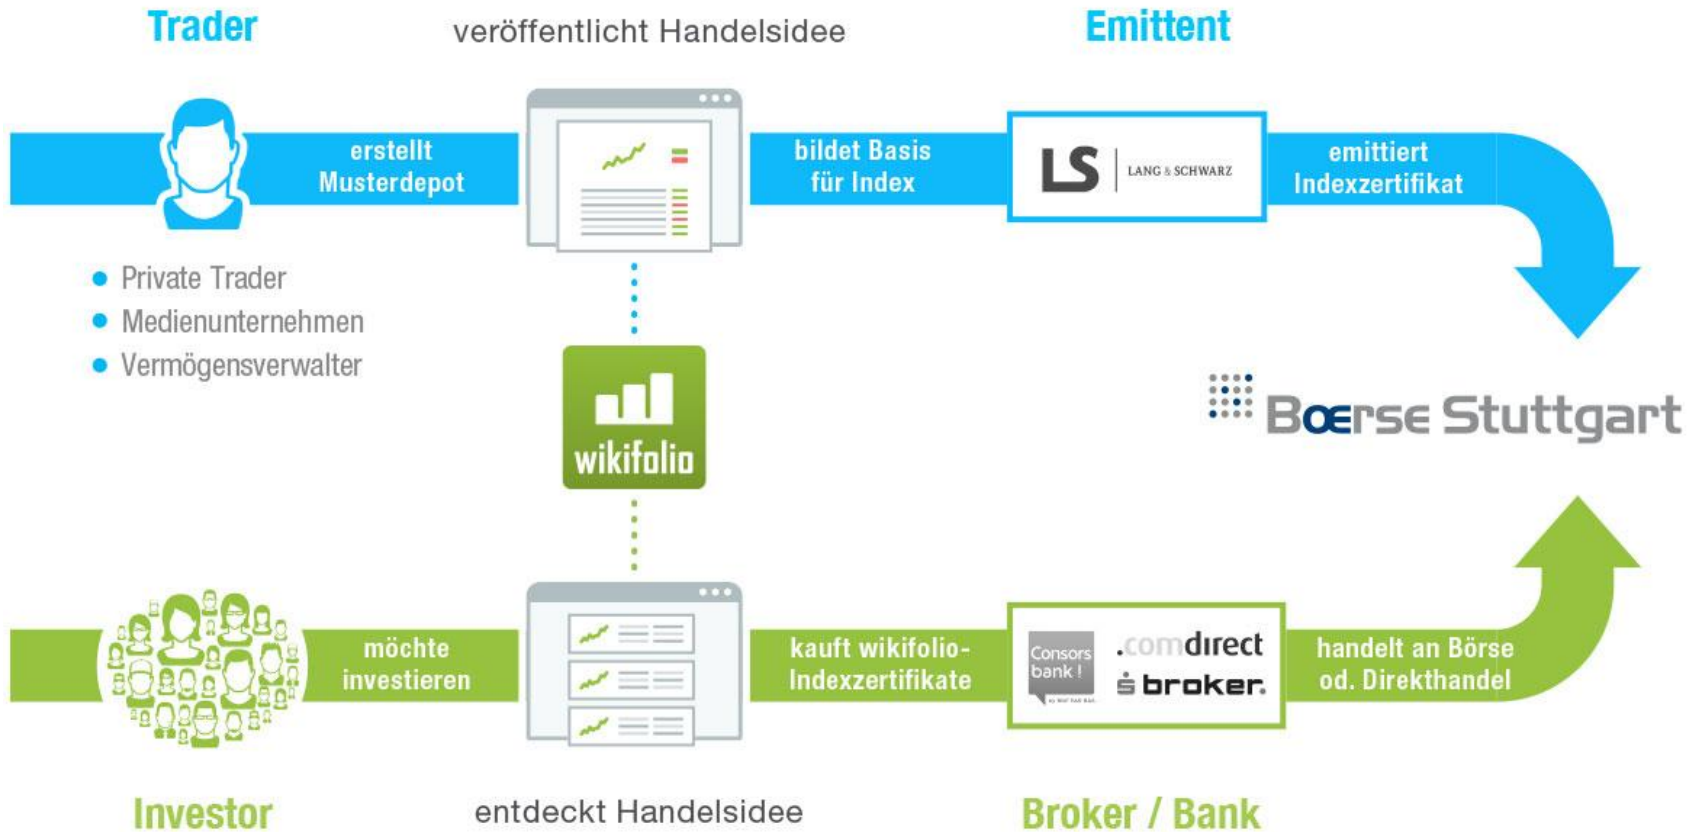 Trader
veröffentlicht Handelsidee
Emittent
erstellt
Musterdepot
bildet Basis
für Index
LS
LANG & SCHWARZ
emittiert
Indexzertifikat
Private Trader
Medienunternehmen
Vermögensverwalter
wikifolio
Bœrse Stuttgart
möchte
investieren
kauft wikifolio-
Indexzertifikate
Consors
bank!
.comdırect
broker.
handelt an Börse
od. Direkthandel
Investor
entdeckt Handelsidee
Broker / Bank